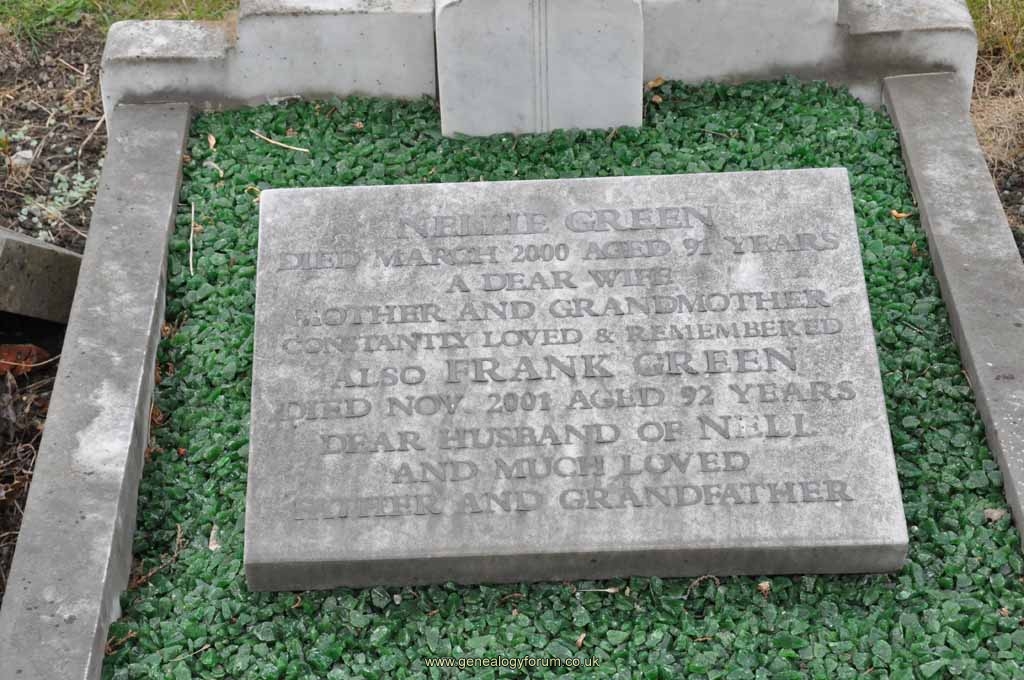 NELLIE GREEN
DIED MARCH 2000 AGED 91 YEARS
A DEAR WIFE
MOTHER AND GRANDMOTHER
CONSTANTLY LOVED & REMEMBERED
ALSO FRANK GREEN
DIED NOV. 2001 AGED 92 YEARS
DEAR HUSBAND OF NELL
AND MUCH LOVED
FATHER AND GRANDFATHER
www.genealogyforum.co.uk